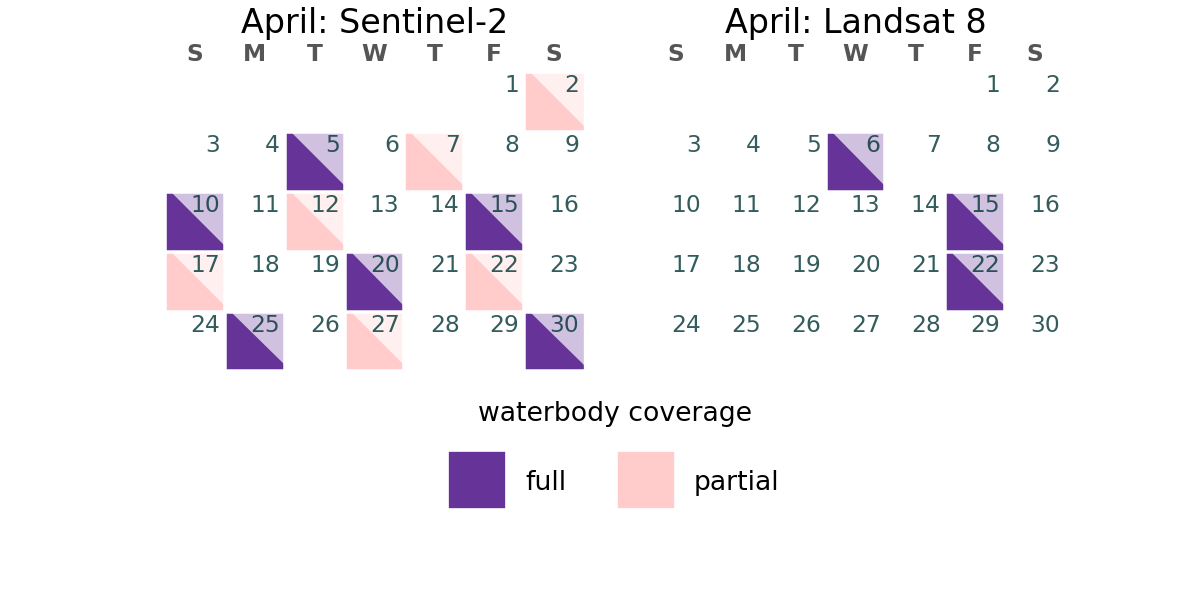 April: Sentinel-2
S M T W T F S
1 2
3 4 5 6 7 8 9
10 11 12 13 14 15 16
17 18 19 20 21 22 23
24 25 26 27 28 29 30
April: Landsat 8
S M T W T F S
1 2
3 4 5 6 7 8 9
10 11 12 13 14 15 16
17 18 19 20 21 22 23
24 25 26 27 28 29 30
waterbody coverage
full partial